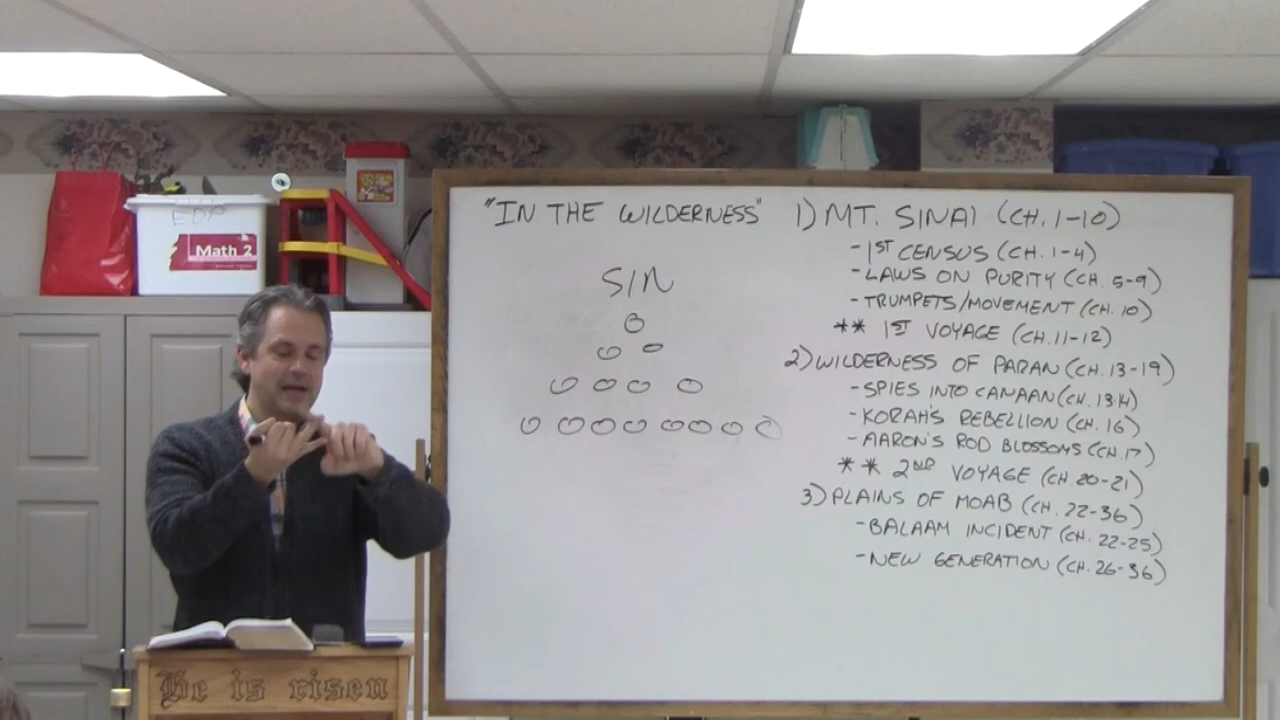 "IN THE WILDERNESS"
SIN
1) MT. SINAI (CH. 1-10)
-1ST CENSUS (CH. 1-4)
-LAWS ON PURITY (CH. 5-9)
-TRUMPETS/MOVEMENT (CH. 10)
** 1ST VOYAGE (CH. 11-12)
2) WILDERNESS OF PARAN (CH. 13-19)
-SPIES INTO CANAAN (CH. 13-14)
-KORAH'S REBELLION (CH. 16)
-AARON'S ROD BLOSSOMS (CH. 17)
** 2ND VOYAGE (CH. 20-21)
3) PLAINS OF MOAB (CH. 22-36)
-BALAAM INCIDENT (CH. 22-25)
-NEW GENERATION (CH. 26-36)
Math 2
He is risen